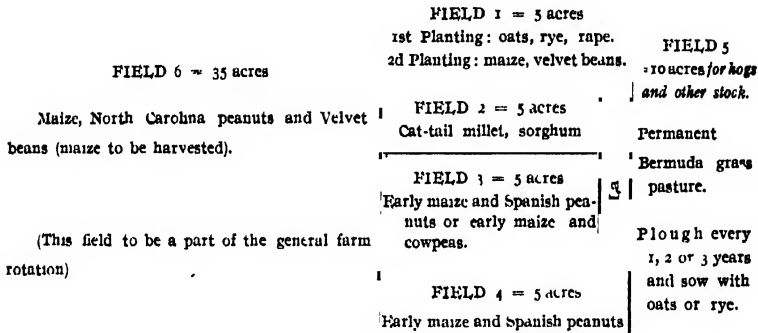 FIELD 6 = 35 acres
Maize, North Carolina peanuts and Velvet
beans (maize to be harvested).
(This field to be a part of the general farm
rotation)
FIELD 1 = 5 acres
1st Planting: oats, rye, rape.
2d Planting: maize, velvet beans.
FIELD 2 = 5 acres
Cat-tail millet, sorghum
FIELD 3 = 5 acres
Early maize and Spanish pea-
nuts or early maize and
cowpeas.
FIELD 4 = 5 acres
Early maize and Spanish peanuts
FIELD 5
= 10 acres for hogs
and other stock.
Permanent
Bermuda grass
pasture.
Plough every
1, 2 or 3 years
and sow with
oats or rye.